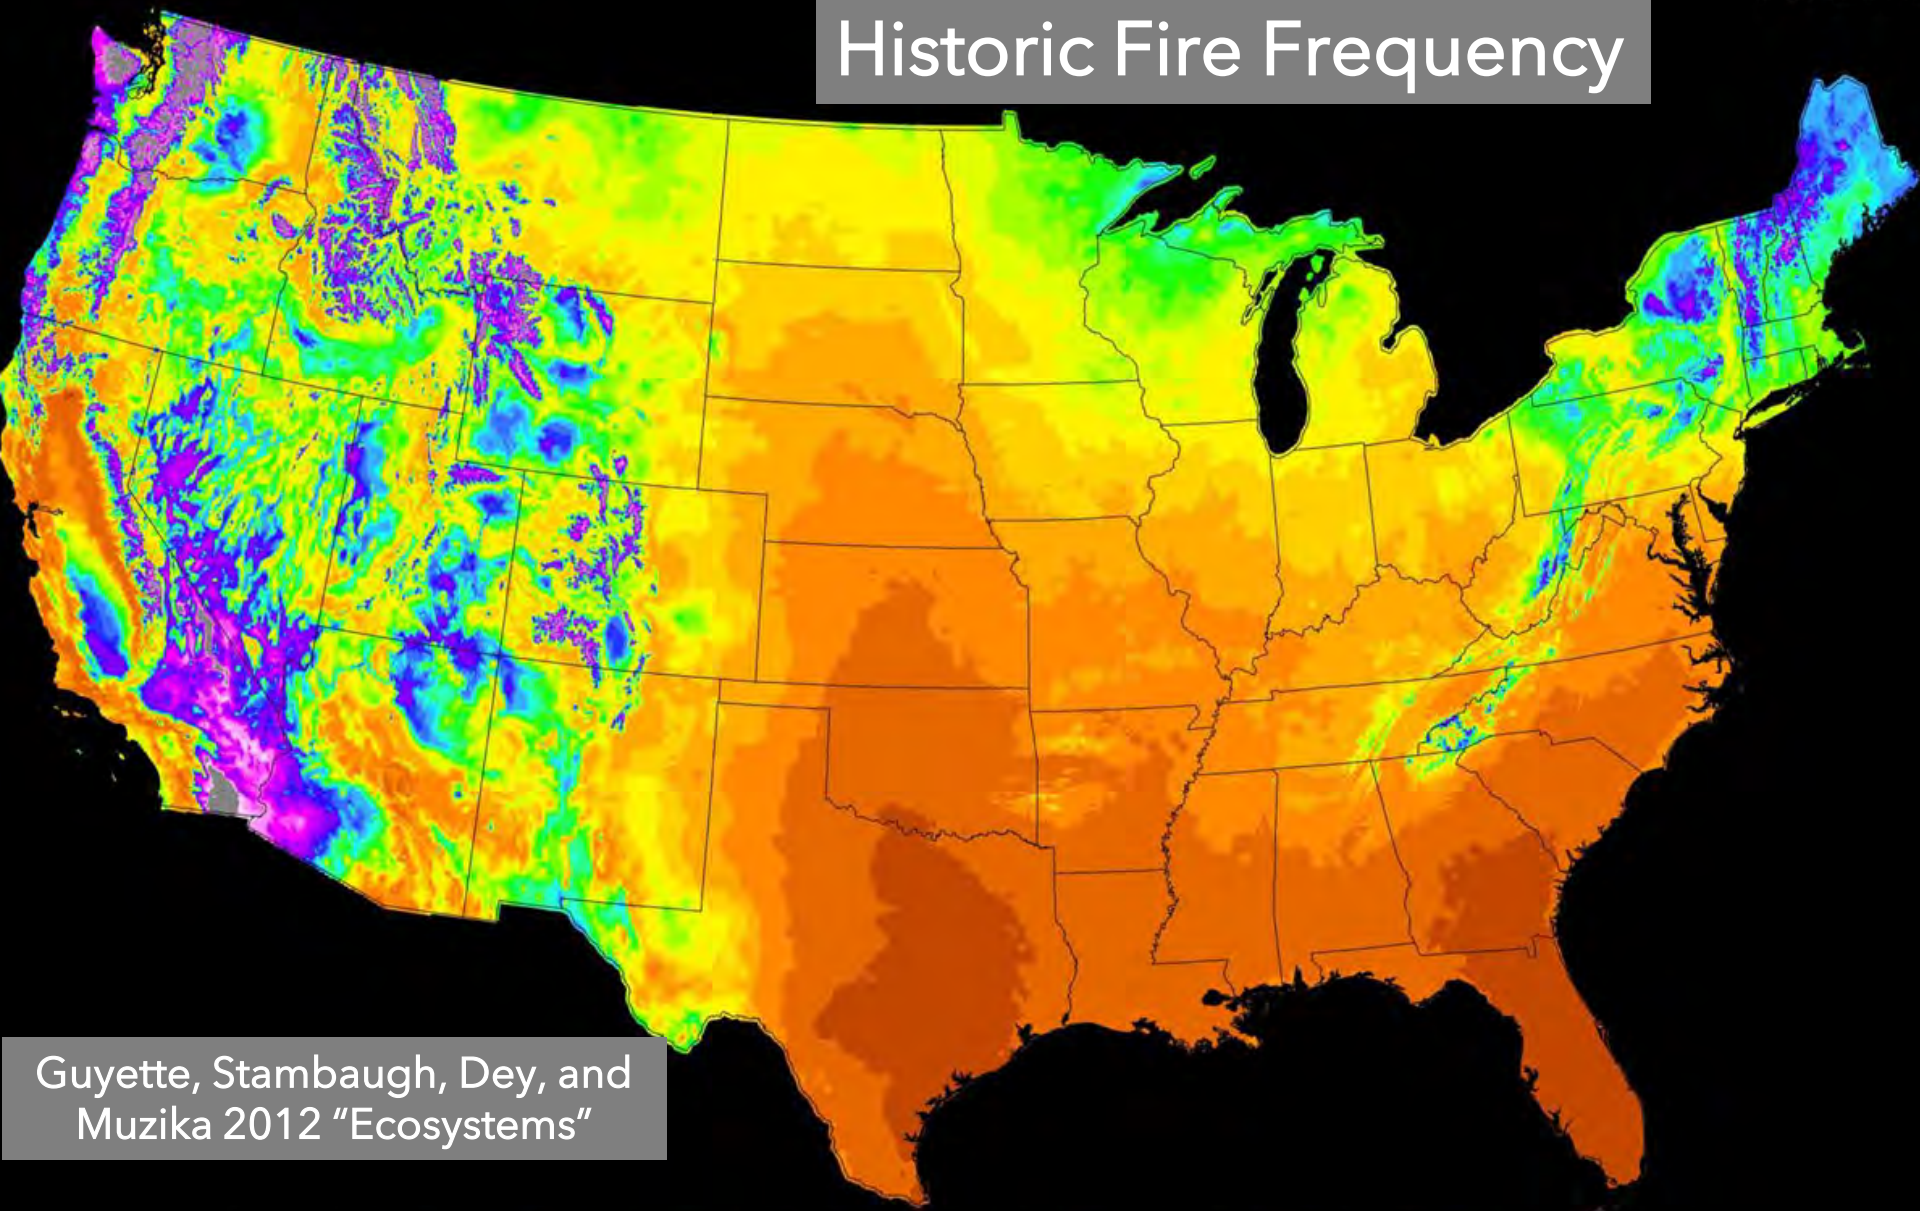 Historic Fire Frequency
Guyette, Stambaugh, Dey, and
Muzika 2012 “Ecosystems”